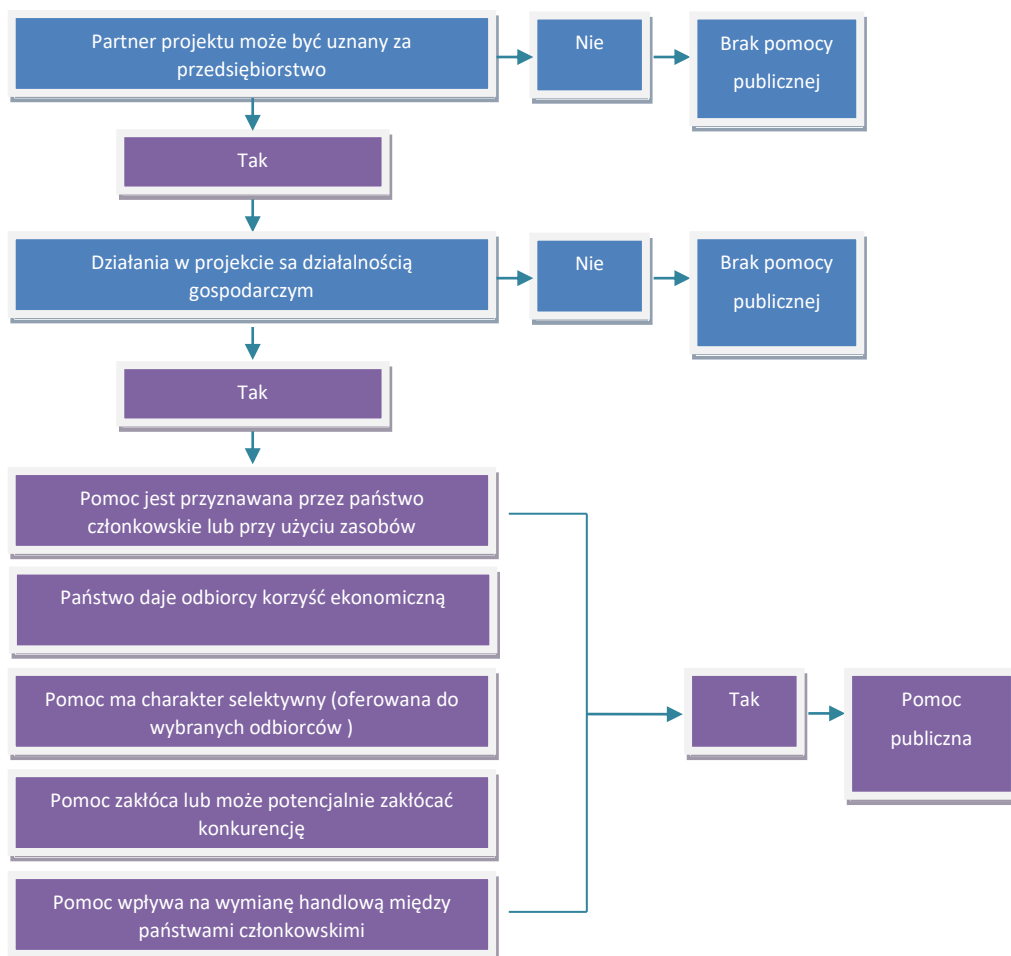 Partner projektu może być uznany za
przedsiębiorstwo
Nie
Brak pomocy
publicznej
Tak
Działania w projekcie sa działalnością
gospodarczym
Nie
Brak pomocy
publicznej
Tak
Pomoc jest przyznawana przez państwo
członkowskie lub przy użyciu zasobów
Państwo daje odbiorcy korzyść ekonomiczną
Pomoc ma charakter selektywny (oferowana do
wybranych odbiorców )
Tak
Pomoc
publiczna
Pomoc zakłóca lub może potencjalnie zakłócać
konkurencję
Pomoc wpływa na wymianę handlową między
państwami członkowskimi